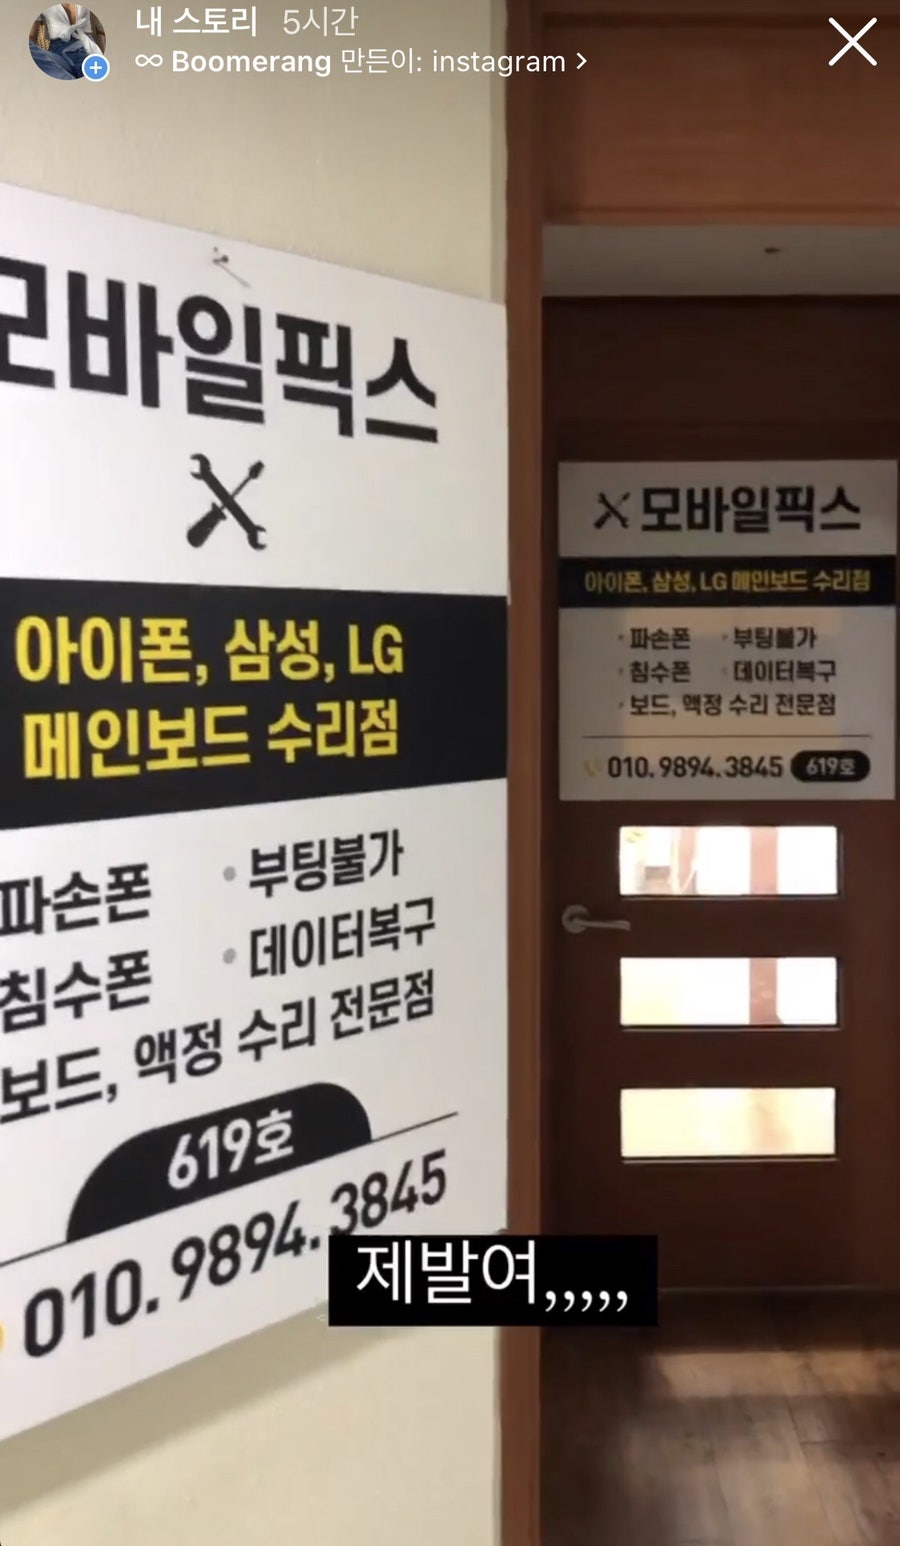 내 스토리 5시간
∞ Boomerang 만든이: instagram >
모바일픽스
아이폰, 삼성, LG
메인보드 수리점
파손폰 • 부팅불가
침수폰 • 데이터복구
보드, 액정 수리 전문점
619호
010.9894.3845
모바일픽스
아이폰, 삼성, LG 메인보드 수리점
• 파손폰 • 부팅불가
• 침수폰 • 데이터복구
• 보드, 액정 수리 전문점
010.9894.3845 619호
제발여,,,,,